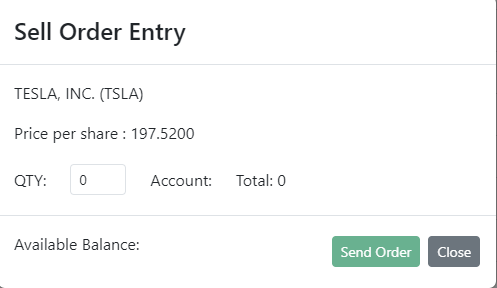 Sell Order Entry
TESLA, INC. (TSLA)
Price per share : 197.5200
QTY: 0 Account: Total: 0
Available Balance: Send Order Close